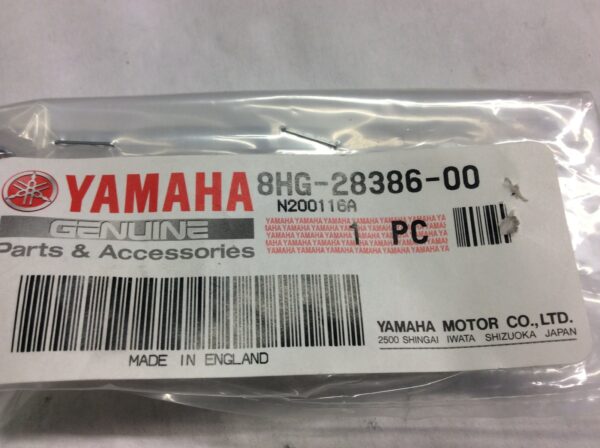 YAMAHA
GENUINE
Parts & Accessories
8HG-28386-00
N200116A
1 PC
MADE IN ENGLAND
YAMAHA MOTOR CO.,LTD.
2500 SHINGAI IWATA SHIZUOKA JAPAN